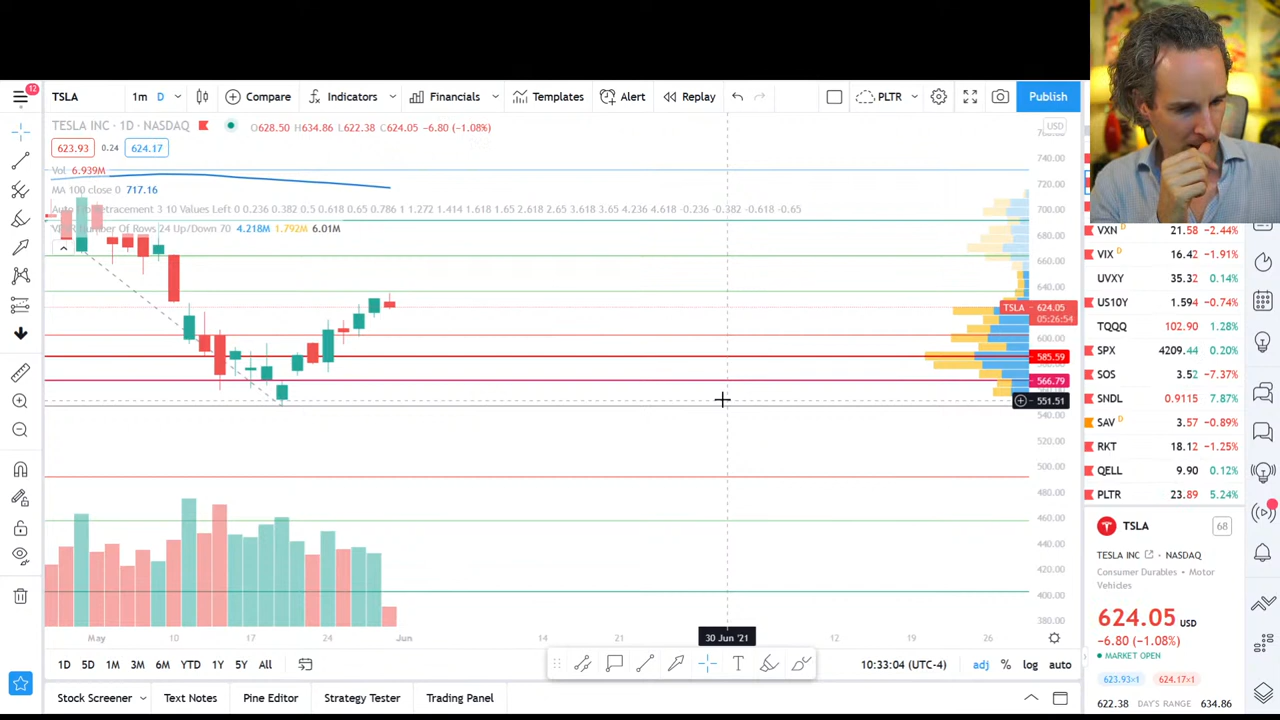 12
TSLA 1m D Compare Indicators Financials Templates Alert Replay PLTR Publish
TESLA INC · 1D · NASDAQ O628.50 H634.86 L622.38 C624.05 −6.80 (−1.08%)
623.93 0.24 624.17
Vol 6.939M
MA 100 close 0 717.16
Auto Fib Retracement 3 10 Values Left 0 0.236 0.382 0.5 0.618 0.65 0.786 1 1.272 1.414 1.618 1.65 2.618 2.65 3.618 3.65 4.236 4.618 -0.236 -0.382 -0.618 -0.65
Number Of Rows 24 Up/Down 70 4.218M 1.792M 6.01M
USD
740.00
720.00
700.00
680.00
660.00
640.00
TSLA 624.05
05:26:54
600.00
585.59
566.79
551.51
540.00
520.00
500.00
480.00
460.00
440.00
420.00
400.00
380.00
May 10 17 24 Jun 14 21 30 Jun '21 12 19 26
1D 5D 1M 3M 6M YTD 1Y 5Y All
10:33:04 (UTC-4) adj % log auto
Stock Screener Text Notes Pine Editor Strategy Tester Trading Panel
VXN D 21.58 −2.44%
VIX D 16.42 −1.91%
UVXY 35.32 0.14%
US10Y 1.594 −0.74%
TQQQ 102.90 1.28%
SPX 4209.44 0.20%
SOS 3.52 −7.37%
SNDL 0.9115 7.87%
SAV D 3.57 −0.89%
RKT 18.12 −1.25%
QELL 9.90 0.12%
PLTR 23.89 5.24%
TSLA 68
TESLA INC · NASDAQ
Consumer Durables • Motor
Vehicles
624.05 USD
−6.80 (−1.08%)
MARKET OPEN
623.93×1 624.17×1
622.38 DAY'S RANGE 634.86